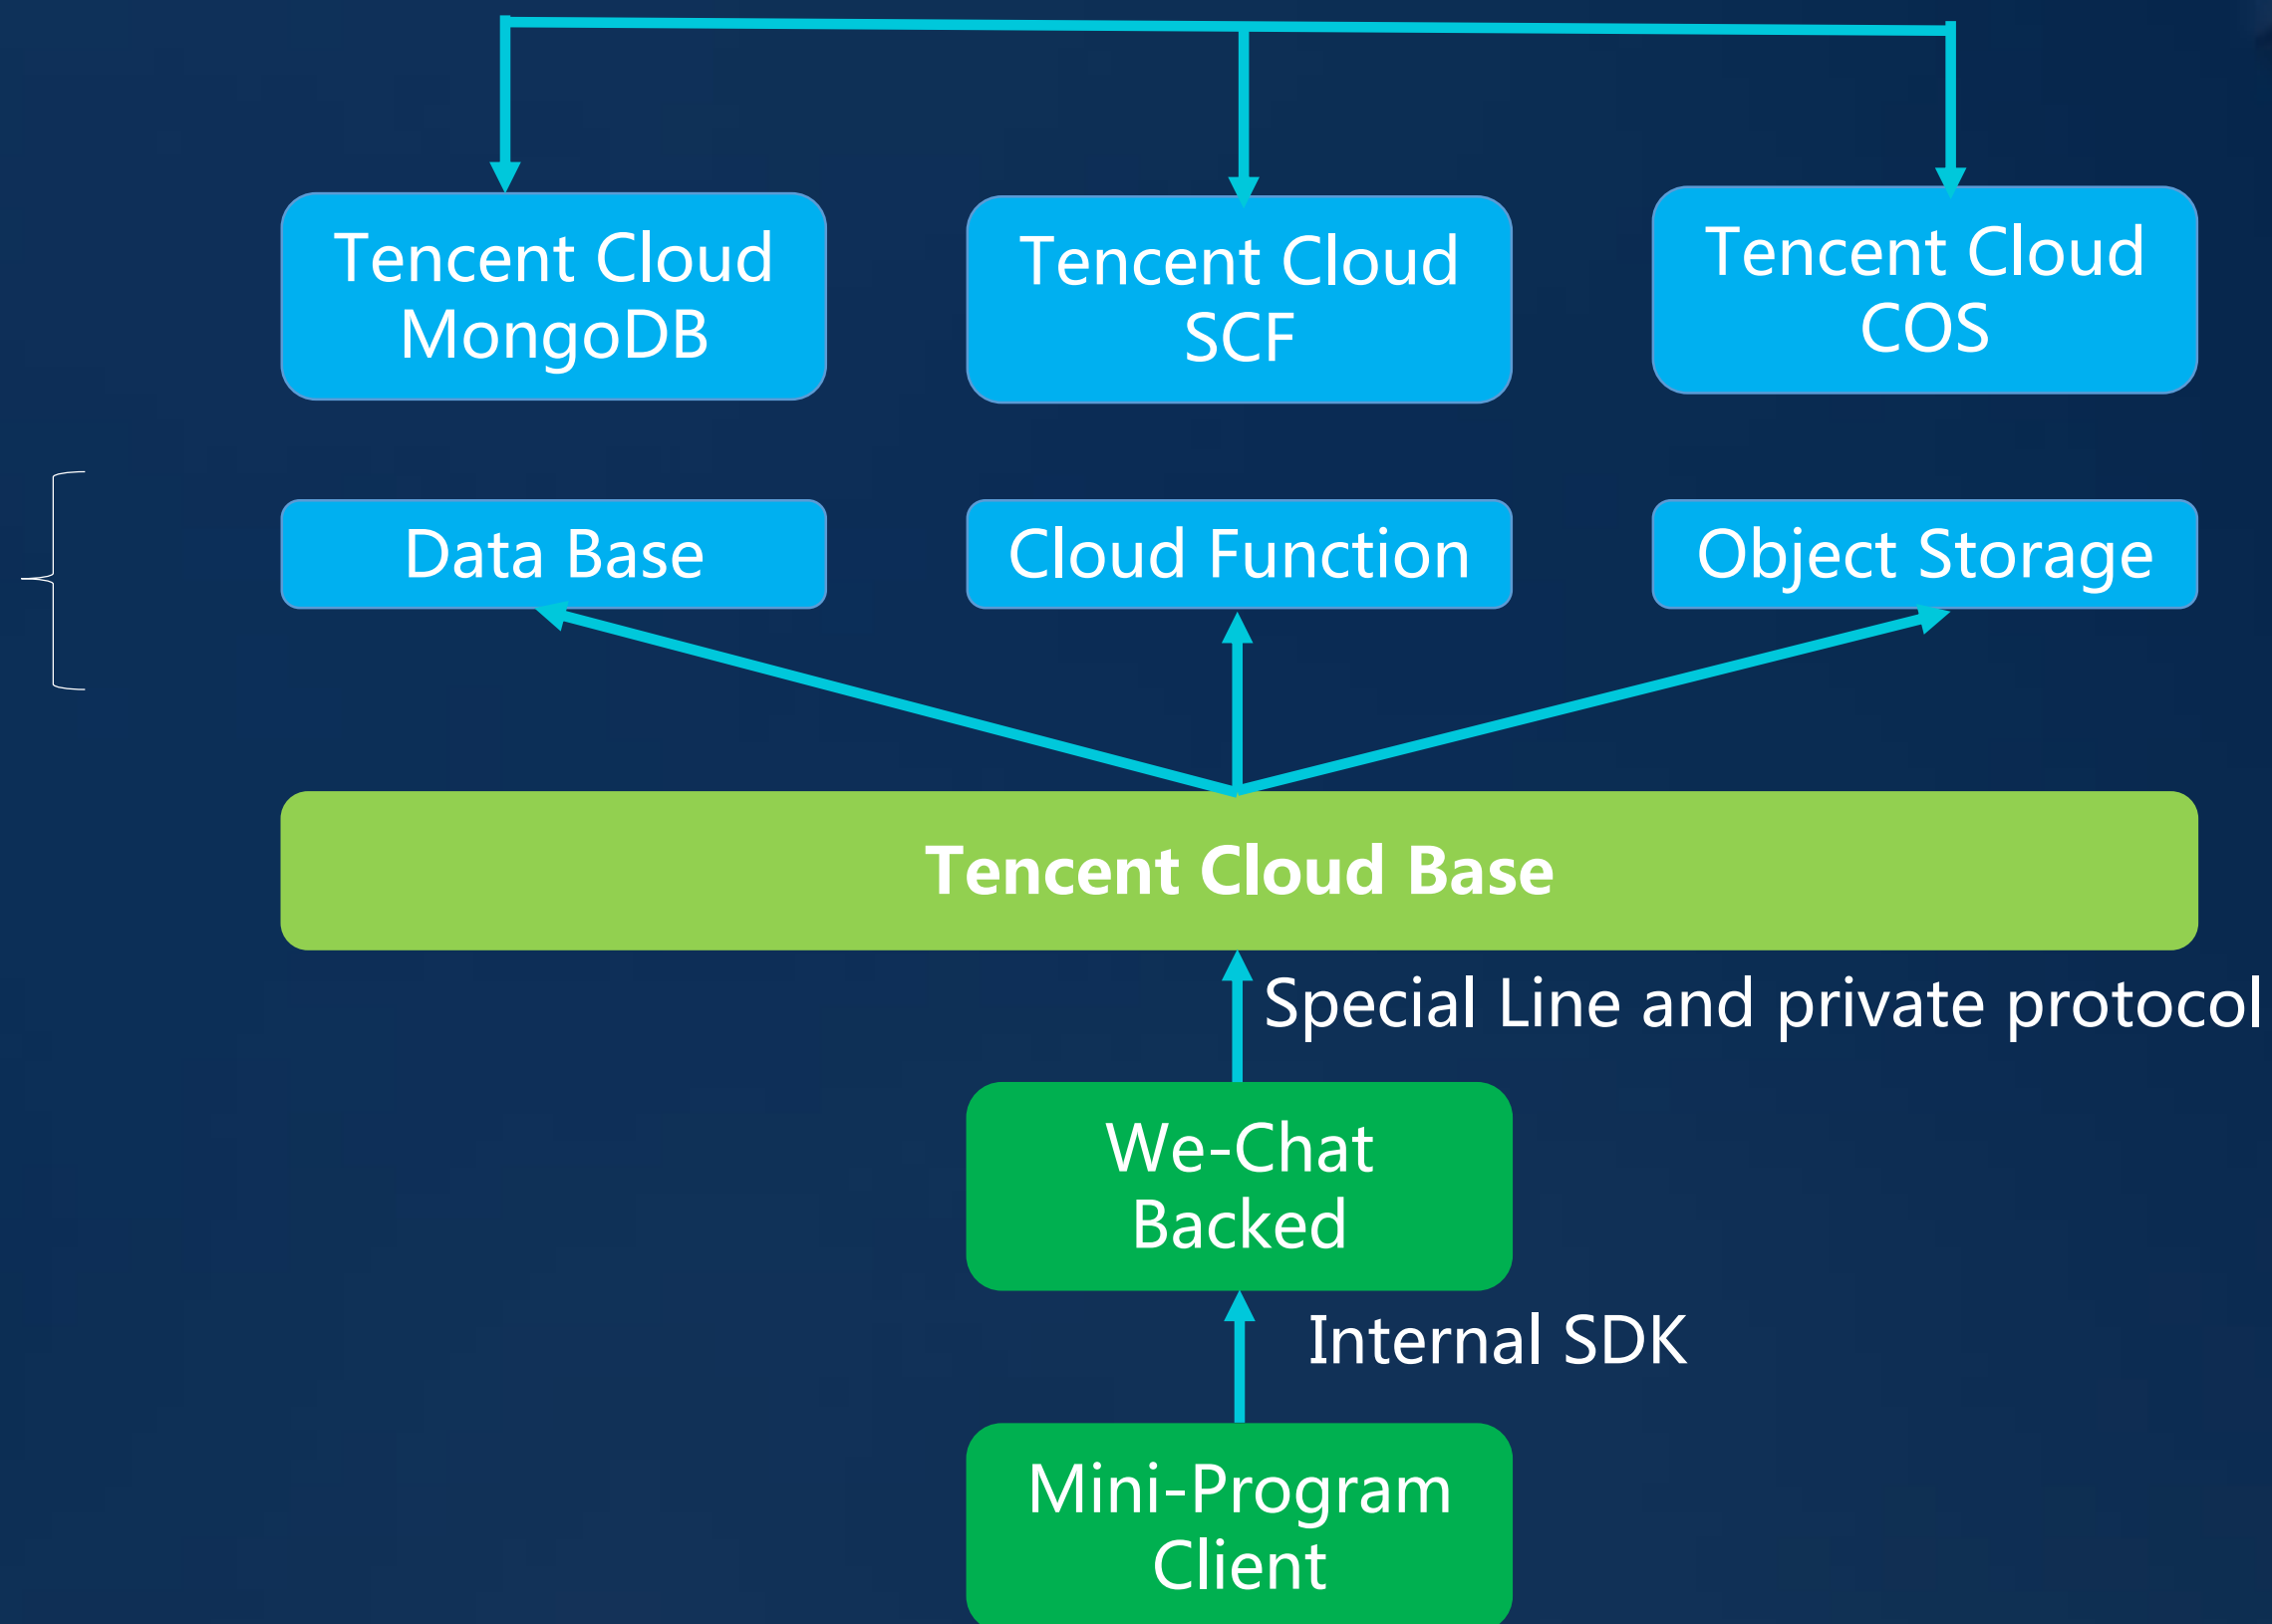 Tencent Cloud
MongoDB
Tencent Cloud
SCF
Tencent Cloud
COS
Data Base
Cloud Function
Object Storage
Tencent Cloud Base
Special Line and private protocol
We-Chat
Backed
Internal SDK
Mini-Program
Client